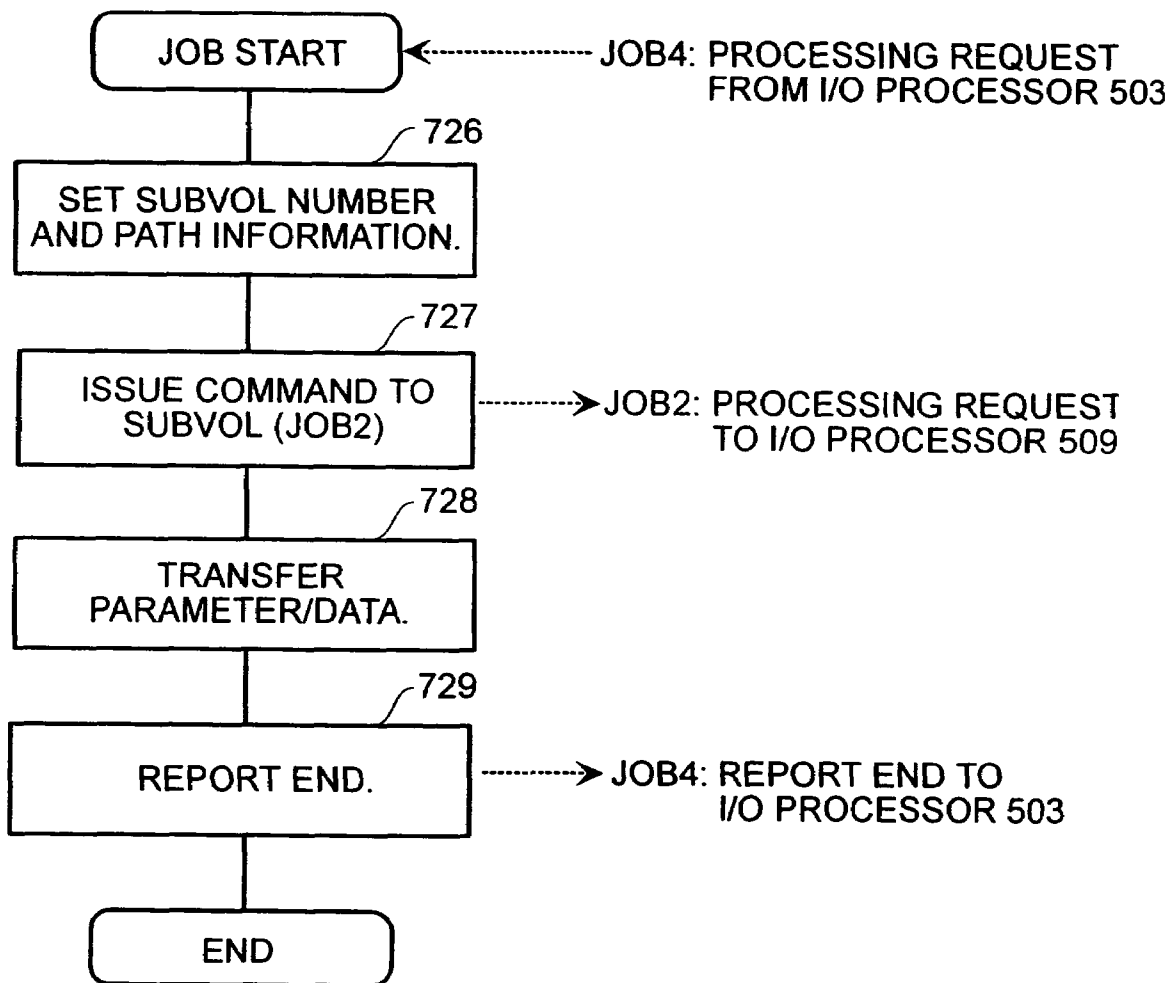 JOB START
JOB4: PROCESSING REQUEST
FROM I/O PROCESSOR 503
726
SET SUBVOL NUMBER
AND PATH INFORMATION.
727
ISSUE COMMAND TO
SUBVOL (JOB2)
JOB2: PROCESSING REQUEST
TO I/O PROCESSOR 509
728
TRANSFER
PARAMETER/DATA.
729
REPORT END.
JOB4: REPORT END TO
I/O PROCESSOR 503
END